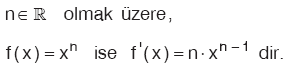 n∈ℝ olmak üzere,
f(x)=xⁿ ise f'(x)=n·xⁿ⁻¹ dir.